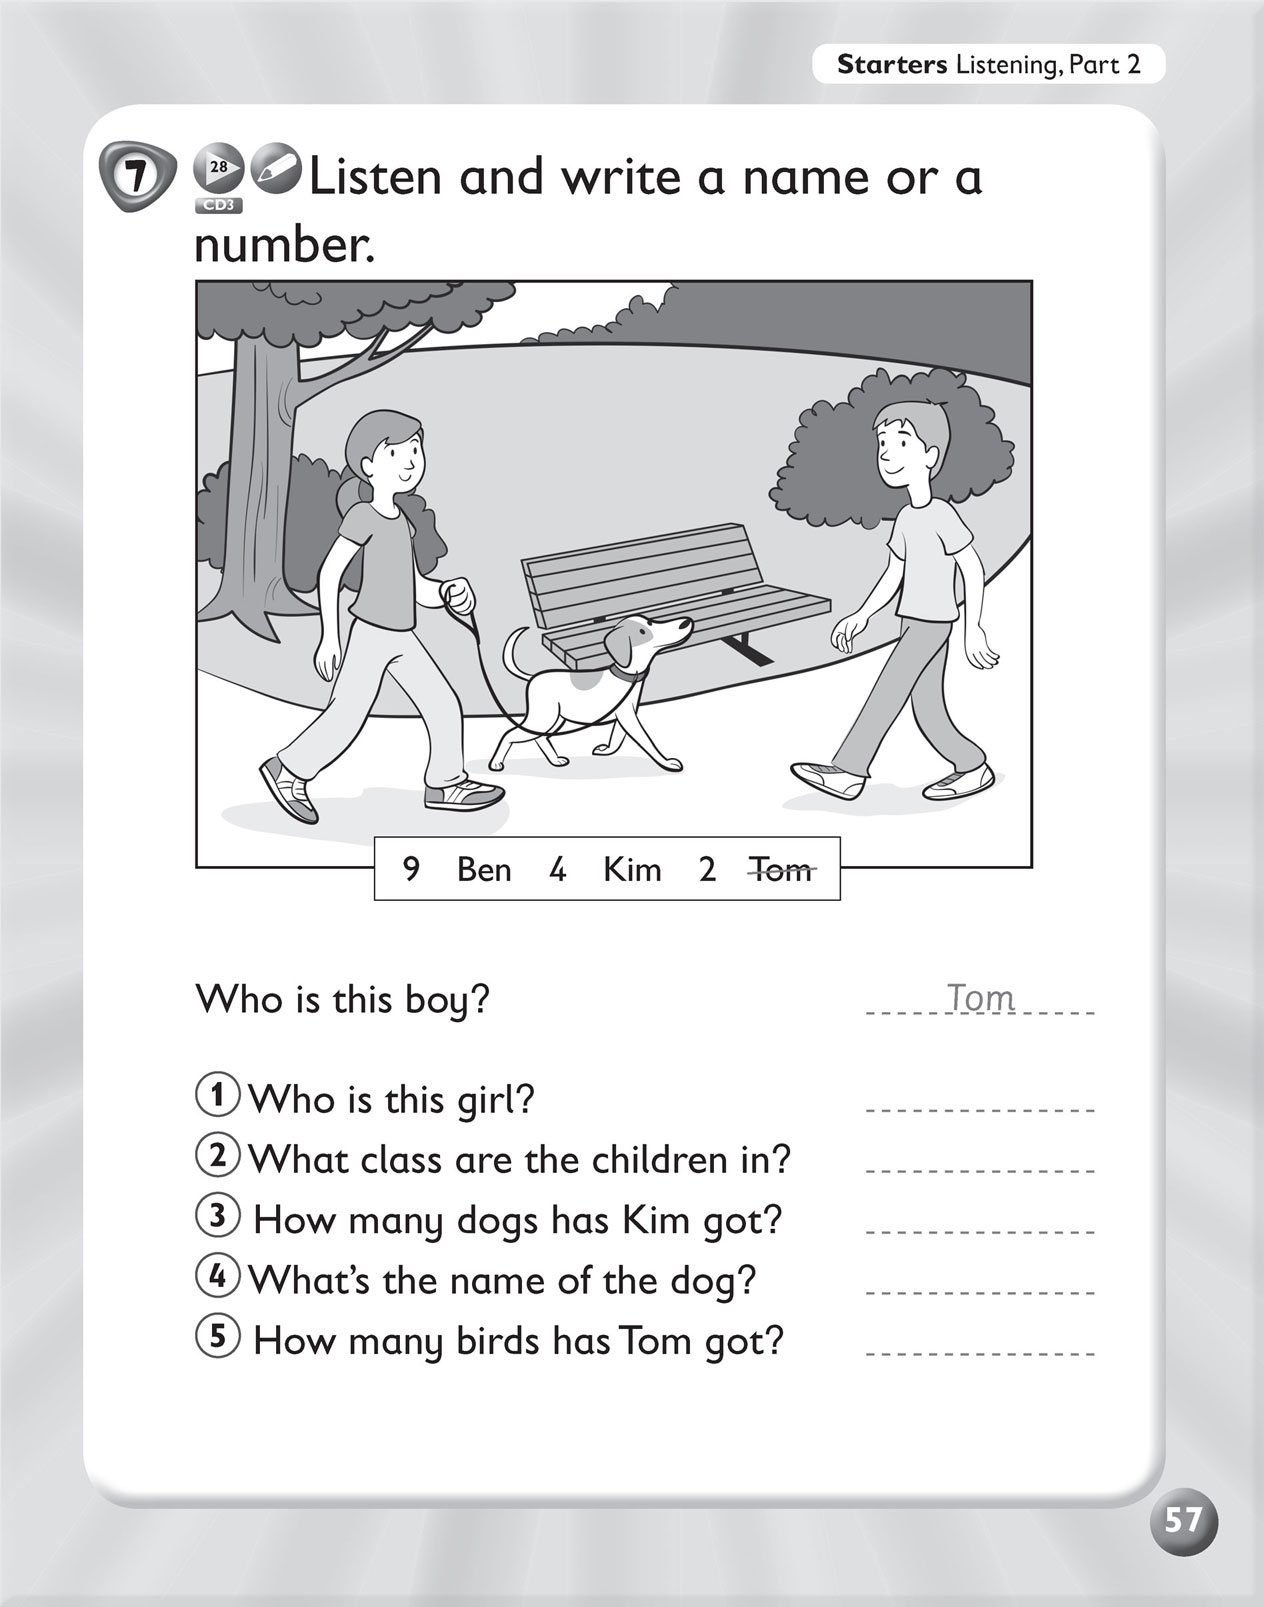 Starters Listening, Part 2
7 28 Listen and write a name or a
CD3
number.
9 Ben 4 Kim 2 Tom
Who is this boy? Tom
1 Who is this girl?
2 What class are the children in?
3 How many dogs has Kim got?
4 What's the name of the dog?
5 How many birds has Tom got?
57